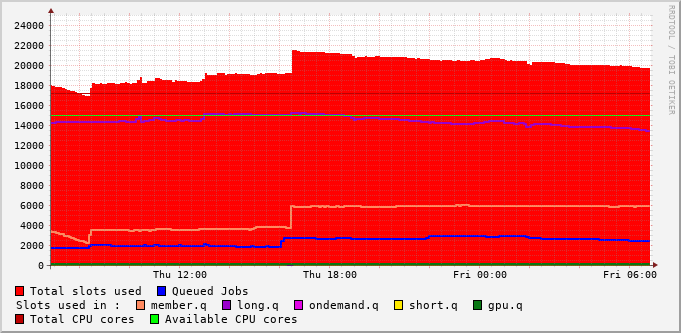 RRDTOOL / TOBI OETIKER
24000
22000
20000
18000
16000
14000
12000
10000
8000
6000
4000
2000
0
Thu 12:00 Thu 18:00 Fri 00:00 Fri 06:00
Total slots used Queued Jobs
Slots used in : member.q long.q ondemand.q short.q gpu.q
Total CPU cores Available CPU cores